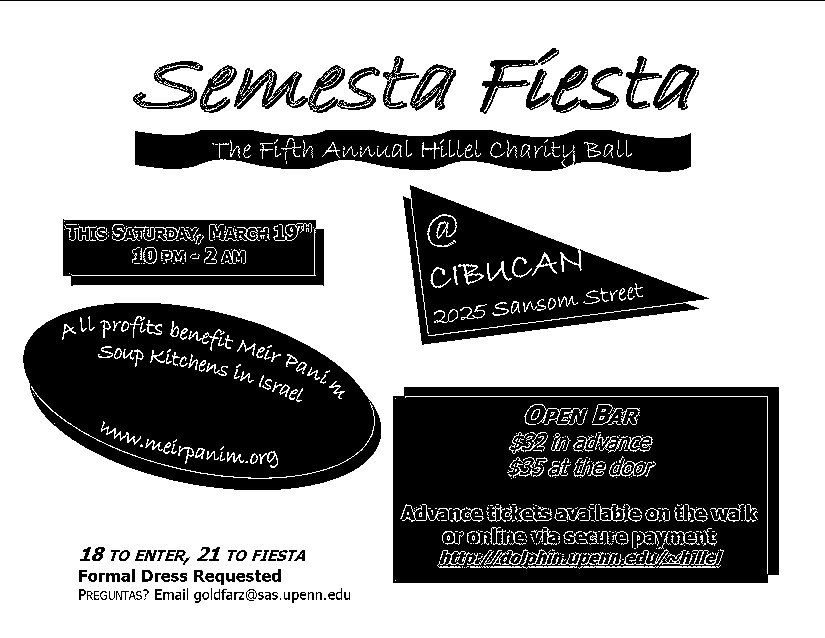 Semesta Fiesta
The Fifth Annual Hillel Charity Ball
THIS SATURDAY, MARCH 19TH
10 PM - 2 AM
@
CIBUCAN
2025 Sansom Street
All profits benefit Meir Panim
Soup Kitchens in Israel
www.meirpanim.org
OPEN BAR
$32 in advance
$35 at the door
Advance tickets available on the walk
or online via secure payment
http://dolphin.upenn.edu/~hillel
18 TO ENTER, 21 TO FIESTA
Formal Dress Requested
PREGUNTAS? Email goldfarz@sas.upenn.edu